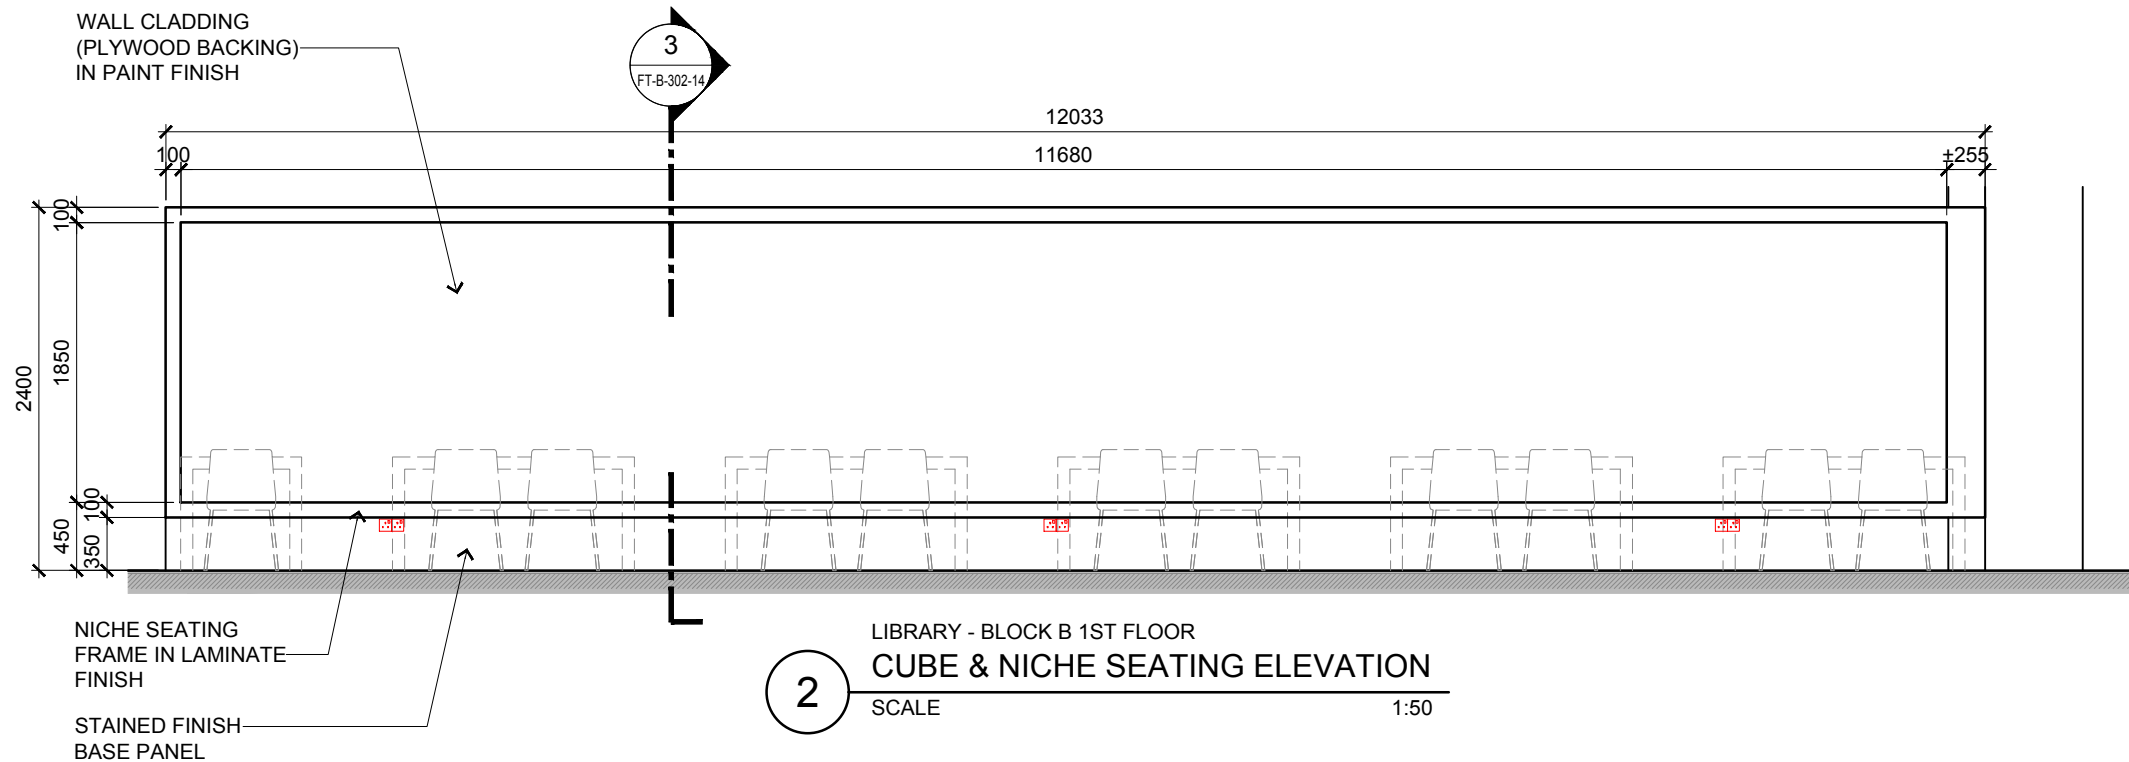 WALL CLADDING
(PLYWOOD BACKING)
IN PAINT FINISH
3
FT-B-302-14
12033
100
11680
±255
100
1850
2400
100
450
350
NICHE SEATING
FRAME IN LAMINATE
FINISH
STAINED FINISH
BASE PANEL
2
LIBRARY - BLOCK B 1ST FLOOR
CUBE & NICHE SEATING ELEVATION
SCALE 1:50